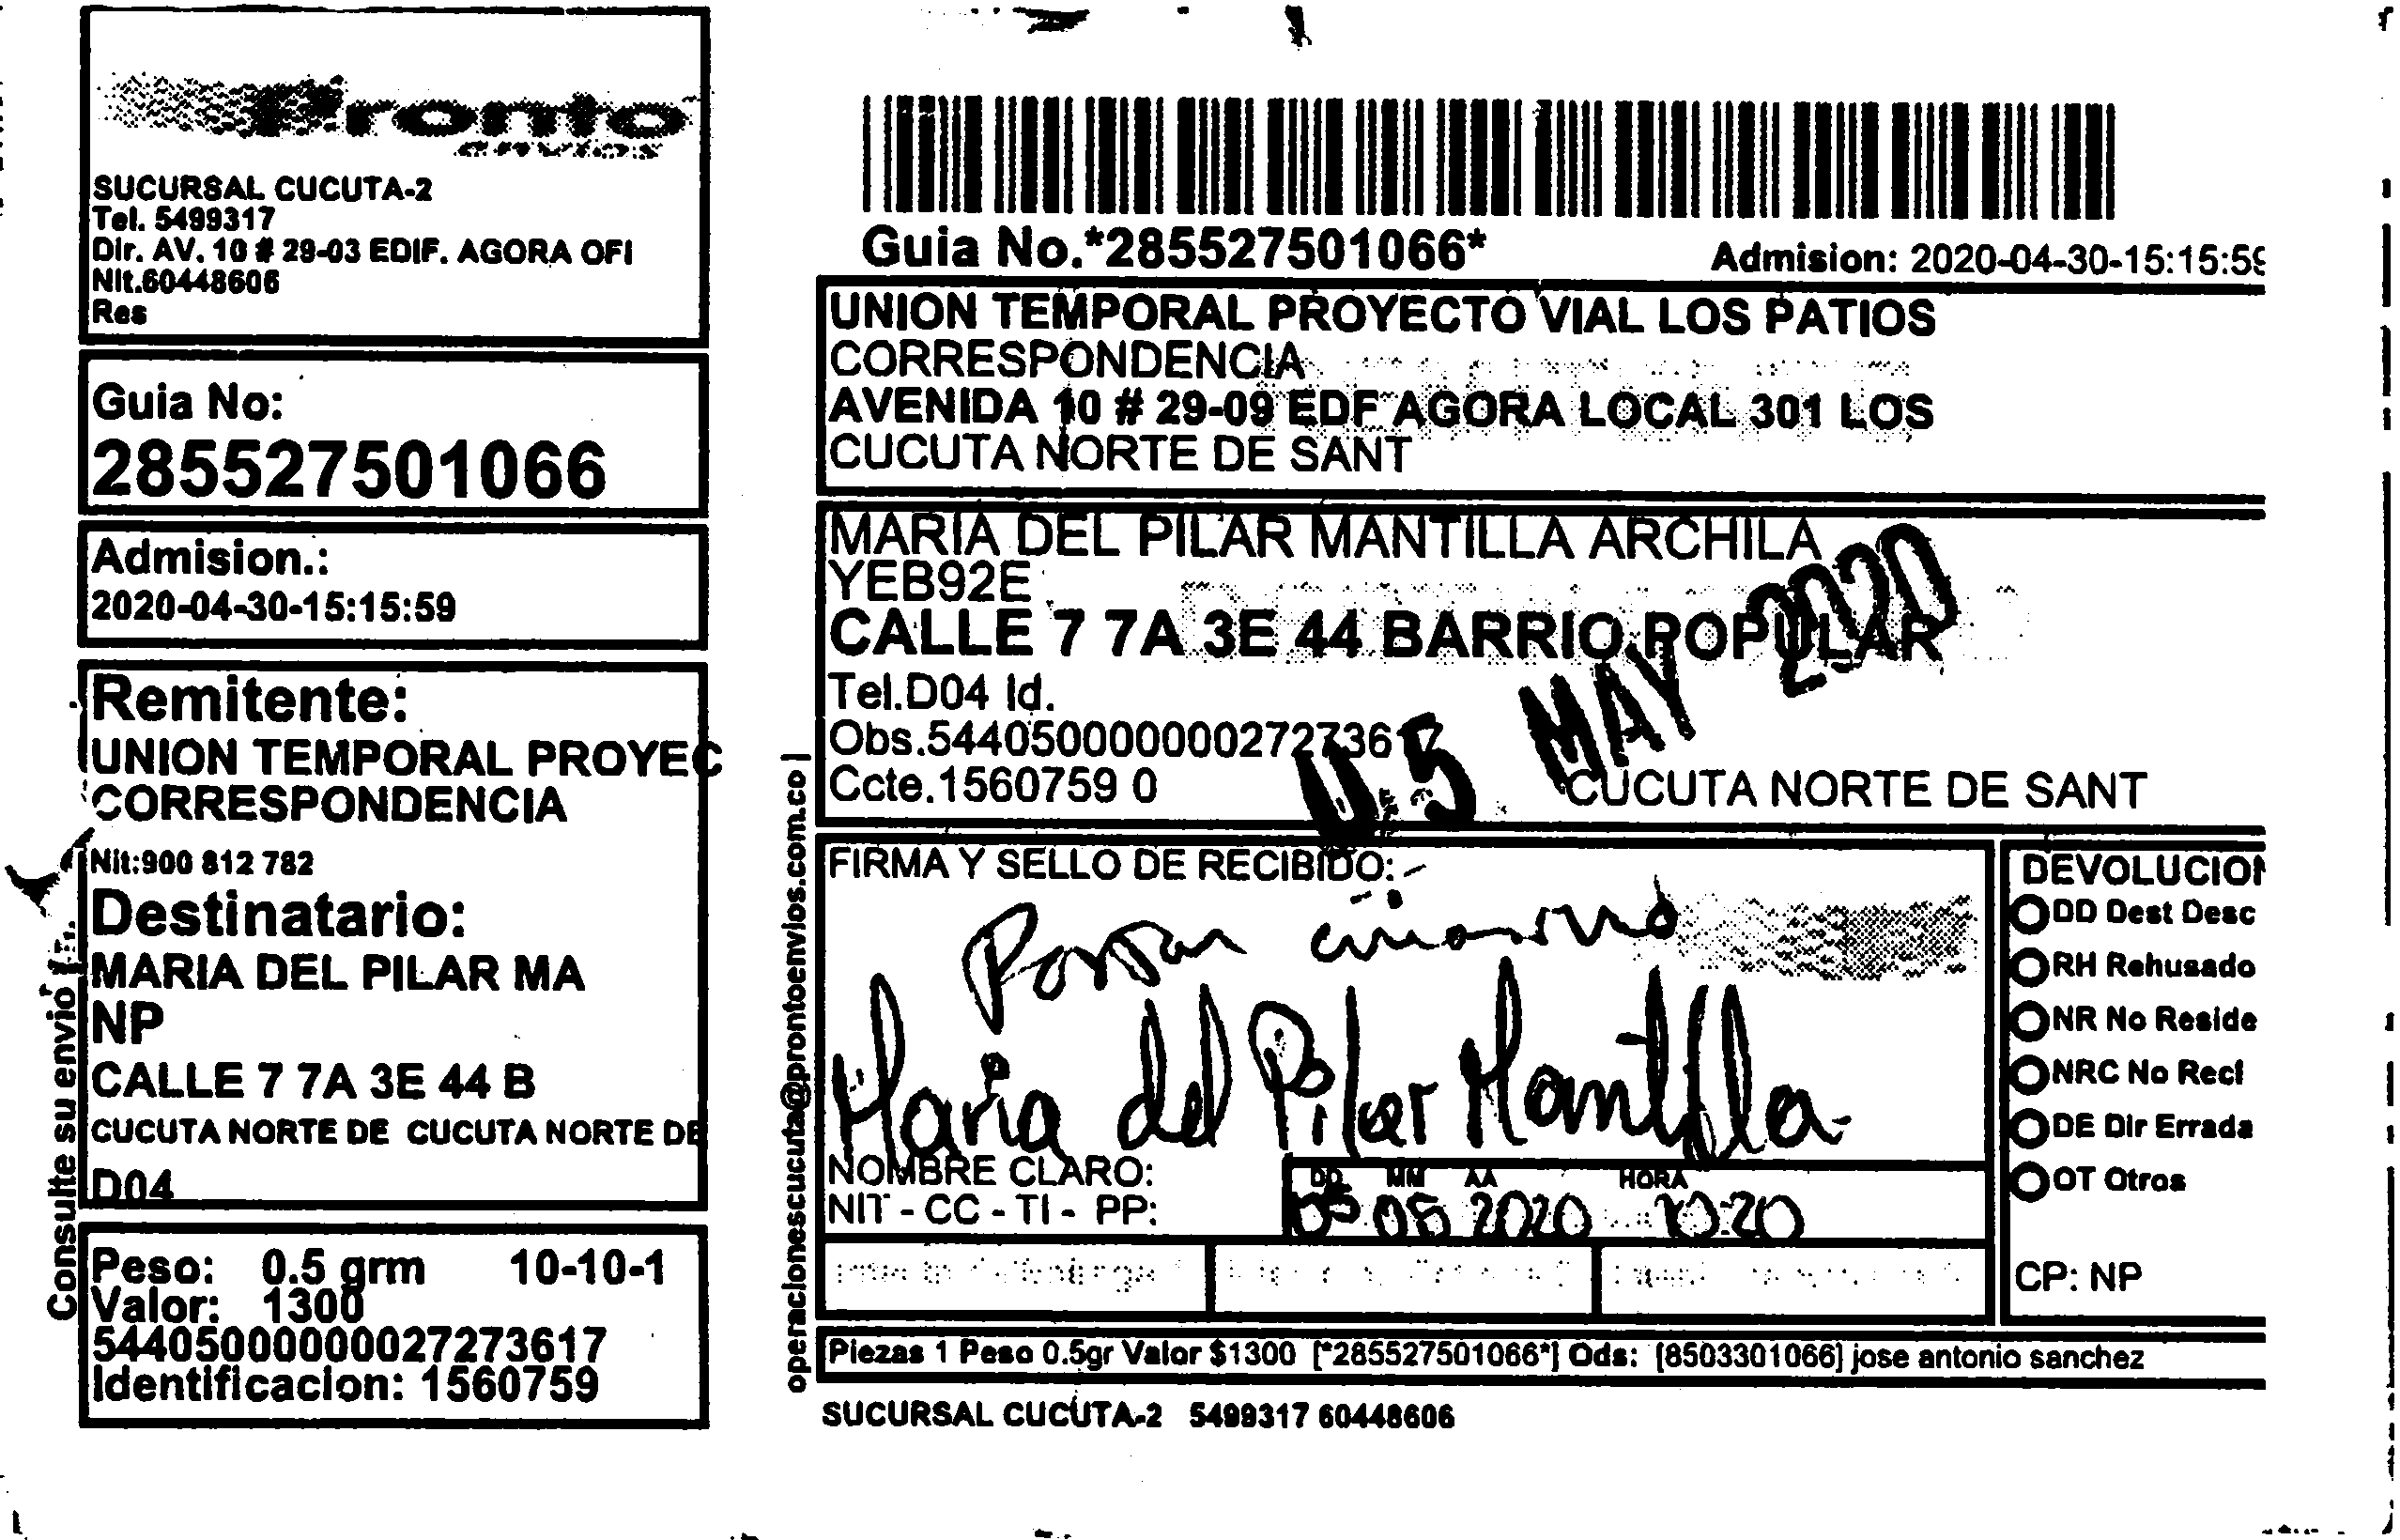 Pronto
envios
SUCURSAL CUCUTA-2
Tel. 5499317
Dir. AV. 10 # 29-03 EDIF. AGORA OFI
Nit.60448606
Res
Guia No:
285527501066
Admision.:
2020-04-30-15:15:59
Remitente:
UNION TEMPORAL PROYEC
CORRESPONDENCIA
Nit:900 812 782
Destinatario:
MARIA DEL PILAR MA
NP
CALLE 7 7A 3E 44 B
CUCUTA NORTE DE CUCUTA NORTE DE
D04
Peso: 0.5 grm 10-10-1
Valor: 1300
54405000000027273617
Identificacion: 1560759
Consulte su envio
operacionescucuta@prontoenvios.com.co |
Guia No.*285527501066*
Admision: 2020-04-30-15:15:59
UNION TEMPORAL PROYECTO VIAL LOS PATIOS
CORRESPONDENCIA
AVENIDA 10 # 29-09 EDF AGORA LOCAL 301 LOS
CUCUTA NORTE DE SANT
MARIA DEL PILAR MANTILLA ARCHILA
YEB92E
CALLE 7 7A 3E 44 BARRIO POPULAR
Tel.D04 Id.
Obs.54405000000027273617
Ccte.1560759 0
CUCUTA NORTE DE SANT
05 MAY 2020
FIRMA Y SELLO DE RECIBIDO:
Maria del Pilar Mantilla
NOMBRE CLARO:
NIT - CC - TI - PP:
DD MM AA HORA
05 05 2020 10:20
DEVOLUCION
DD Dest Desc
RH Rehusado
NR No Reside
NRC No Recl
DE Dir Errada
OT Otros
CP: NP
Piezas 1 Peso 0.5gr Valor $1300 [*285527501066*] Ods: [8503301066] jose antonio sanchez
SUCURSAL CUCUTA-2 5499317 60448606